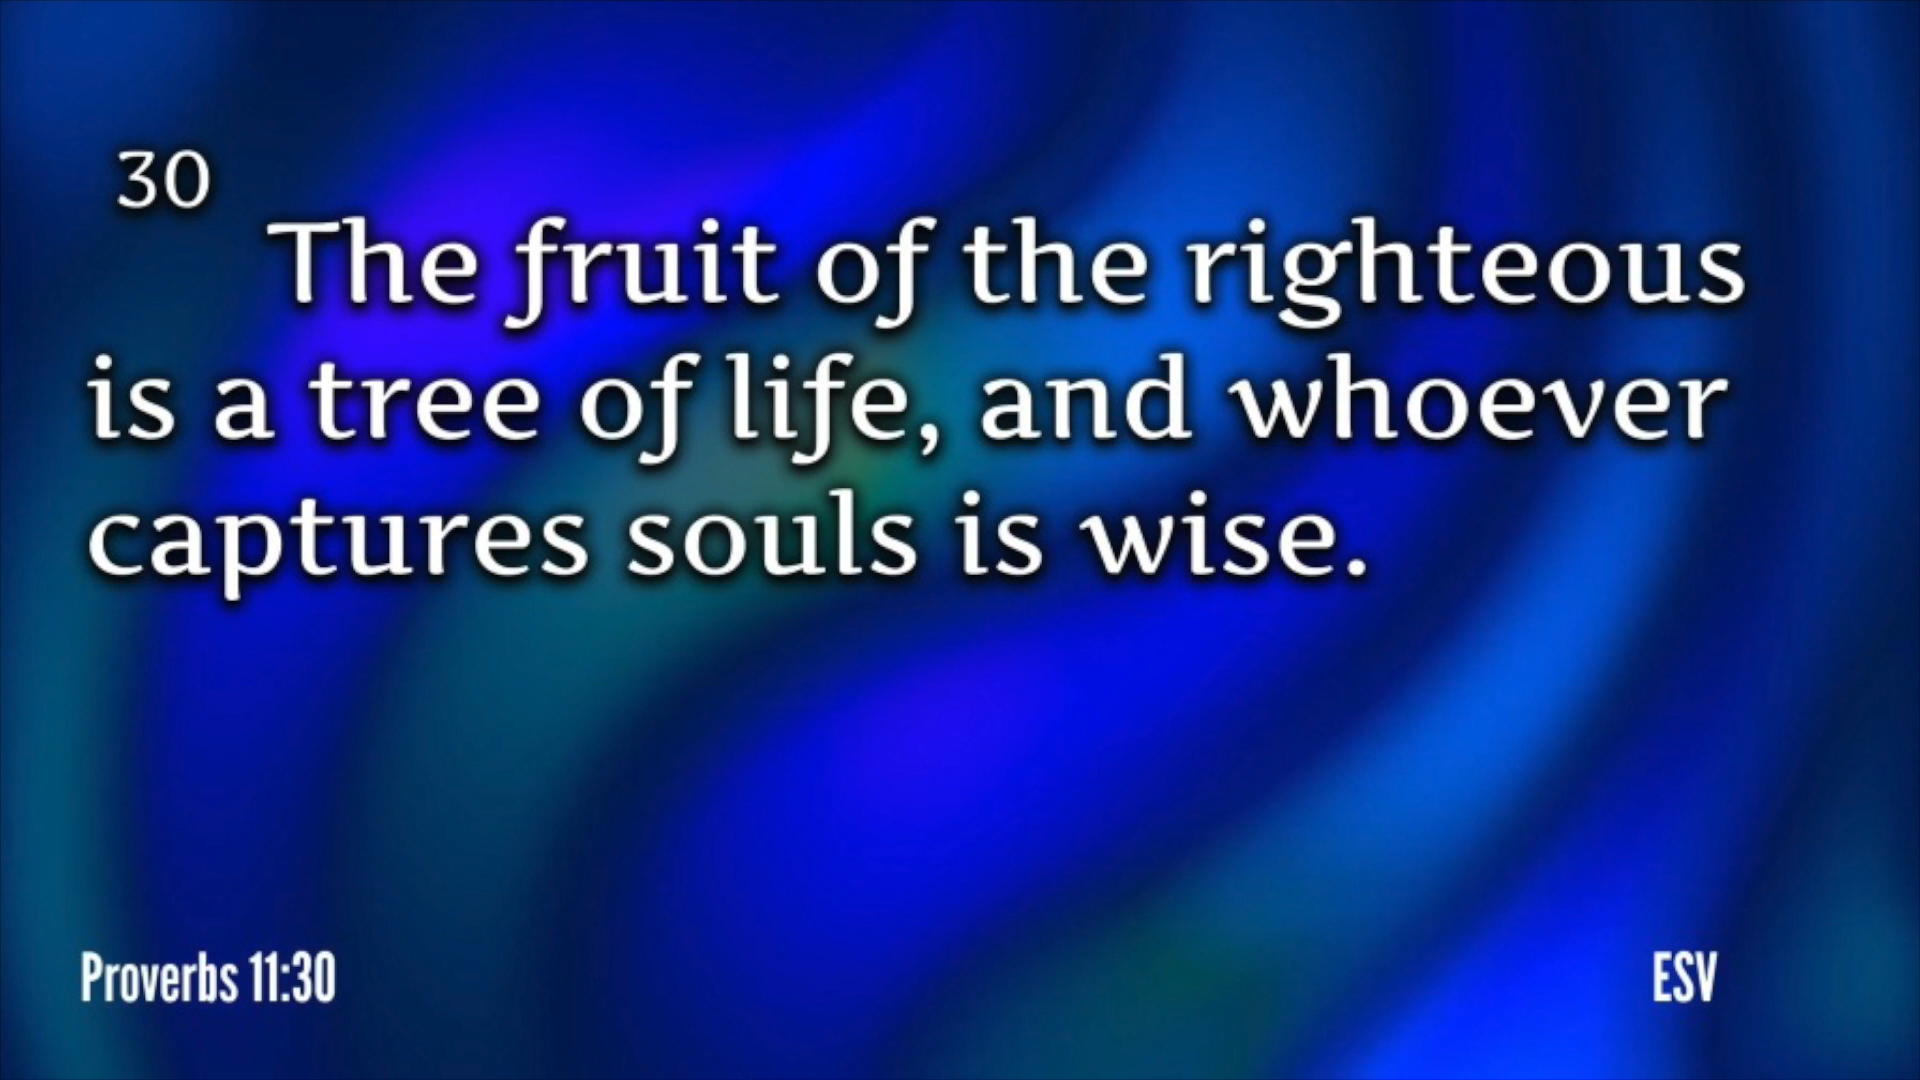 30
The fruit of the righteous
is a tree of life, and whoever
captures souls is wise.
Proverbs 11:30
ESV